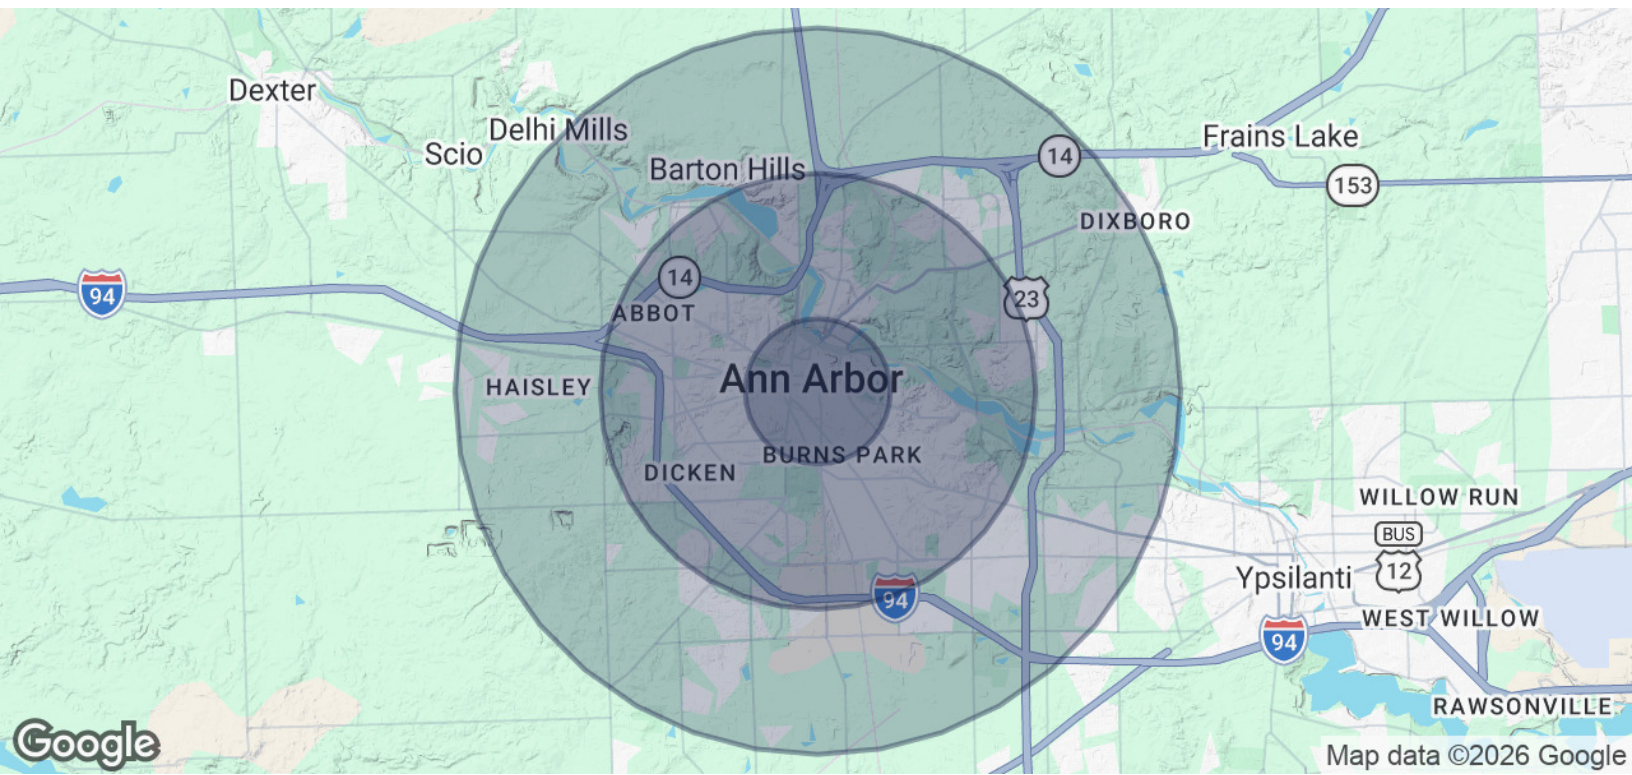 Dexter
Delhi Mills
Scio
Barton Hills
14
Frains Lake
153
DIXBORO
94
14
23
ABBOT
Ann Arbor
HAISLEY
BURNS PARK
DICKEN
WILLOW RUN
BUS
12
Ypsilanti
94
WEST WILLOW
94
RAWSONVILLE
Google
Map data ©2026 Google